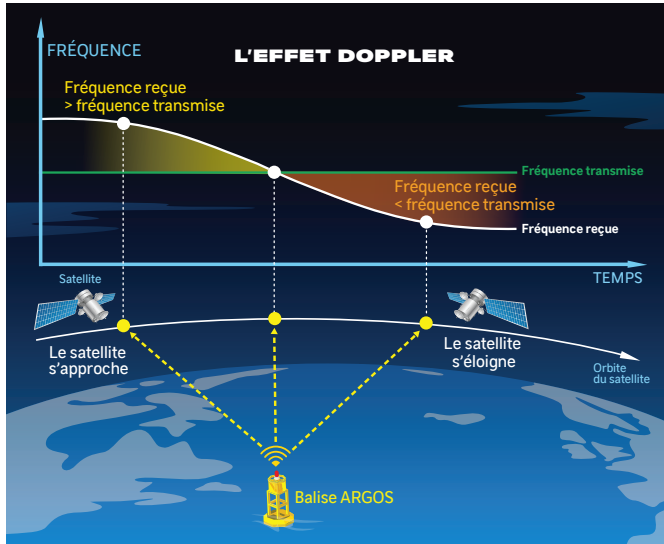 FRÉQUENCE
L'EFFET DOPPLER
Fréquence reçue
> fréquence transmise
Fréquence transmise
Fréquence reçue
< fréquence transmise
Fréquence reçue
TEMPS
Satellite
Le satellite
s'approche
Le satellite
s'éloigne
Orbite
du satellite
Balise ARGOS